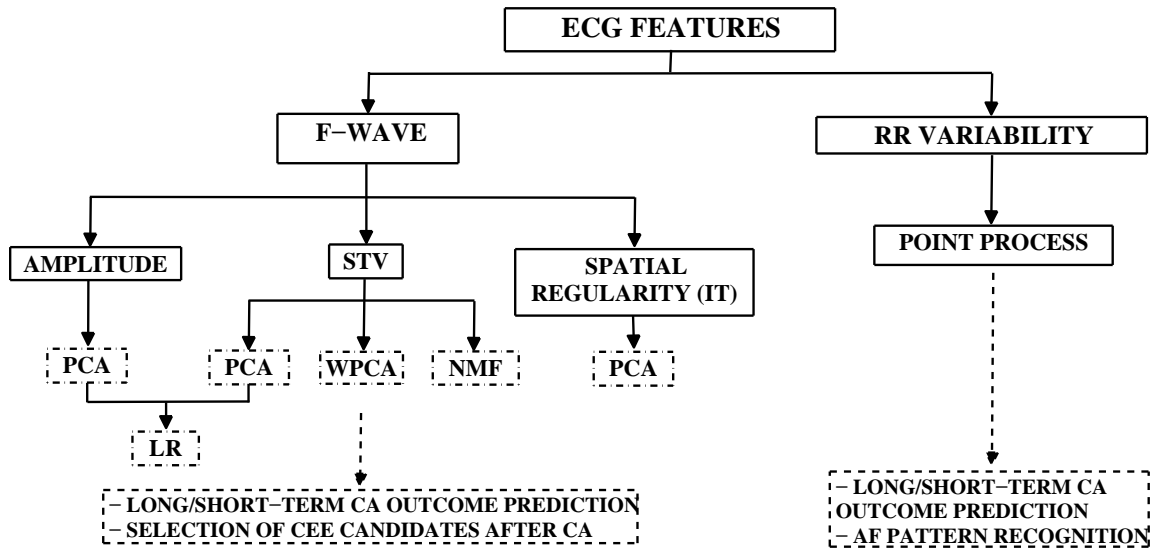 ECG FEATURES
F−WAVE
RR VARIABILITY
AMPLITUDE
STV
SPATIAL
REGULARITY (IT)
POINT PROCESS
PCA
PCA
WPCA
NMF
PCA
LR
− LONG/SHORT−TERM CA OUTCOME PREDICTION
− SELECTION OF CEE CANDIDATES AFTER CA
− LONG/SHORT−TERM CA
OUTCOME PREDICTION
− AF PATTERN RECOGNITION